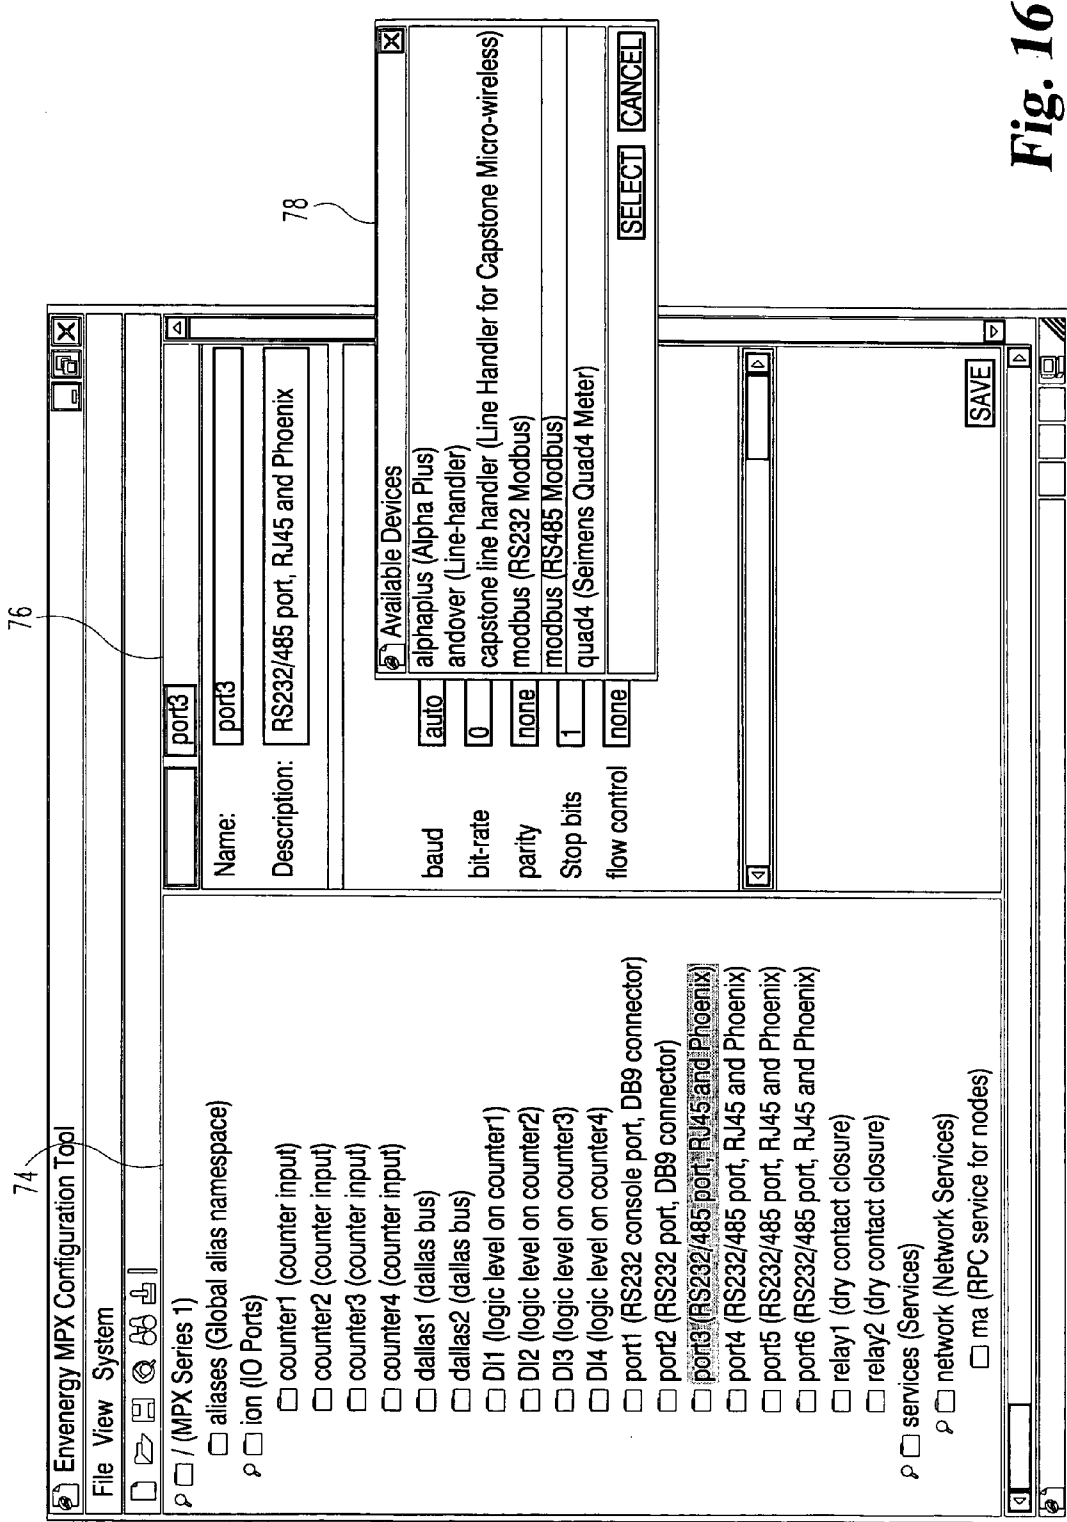 74
76
78
Envenergy MPX Configuration Tool
File View System
/ (MPX Series 1)
aliases (Global alias namespace)
ion (IO Ports)
counter1 (counter input)
counter2 (counter input)
counter3 (counter input)
counter4 (counter input)
dallas1 (dallas bus)
dallas2 (dallas bus)
DI1 (logic level on counter1)
DI2 (logic level on counter2)
DI3 (logic level on counter3)
DI4 (logic level on counter4)
port1 (RS232 console port, DB9 connector)
port2 (RS232 port, DB9 connector)
port3 (RS232/485 port, RJ45 and Phoenix)
port4 (RS232/485 port, RJ45 and Phoenix)
port5 (RS232/485 port, RJ45 and Phoenix)
port6 (RS232/485 port, RJ45 and Phoenix)
relay1 (dry contact closure)
relay2 (dry contact closure)
services (Services)
network (Network Services)
ma (RPC service for nodes)
port3
Name: port3
Description: RS232/485 port, RJ45 and Phoenix
baud auto
bit-rate 0
parity none
Stop bits 1
flow control none
SAVE
Available Devices
alphaplus (Alpha Plus)
andover (Line-handler)
capstone line handler (Line Handler for Capstone Micro-wireless)
modbus (RS232 Modbus)
modbus (RS485 Modbus)
quad4 (Seimens Quad4 Meter)
SELECT CANCEL
Fig. 16